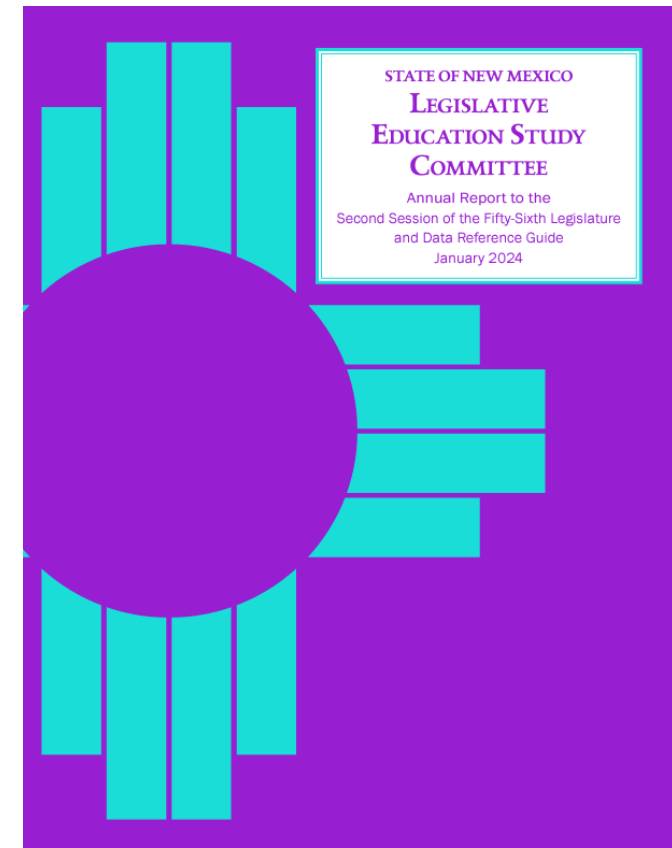 STATE OF NEW MEXICO
LEGISLATIVE
EDUCATION STUDY
COMMITTEE
Annual Report to the
Second Session of the Fifty-Sixth Legislature
and Data Reference Guide
January 2024